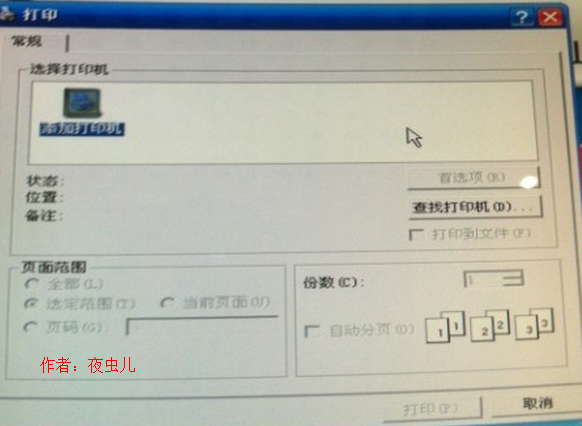 打印
常规
选择打印机
添加打印机
状态:
位置:
备注:
首选项(R)
查找打印机(D)...
打印到文件(F)
页面范围
全部(L)
选定范围(T) 当前页面(U)
页码(G):
份数(C): 1
自动分页(O)
1 1 2 2 3 3
作者：夜虫儿
打印(P) 取消